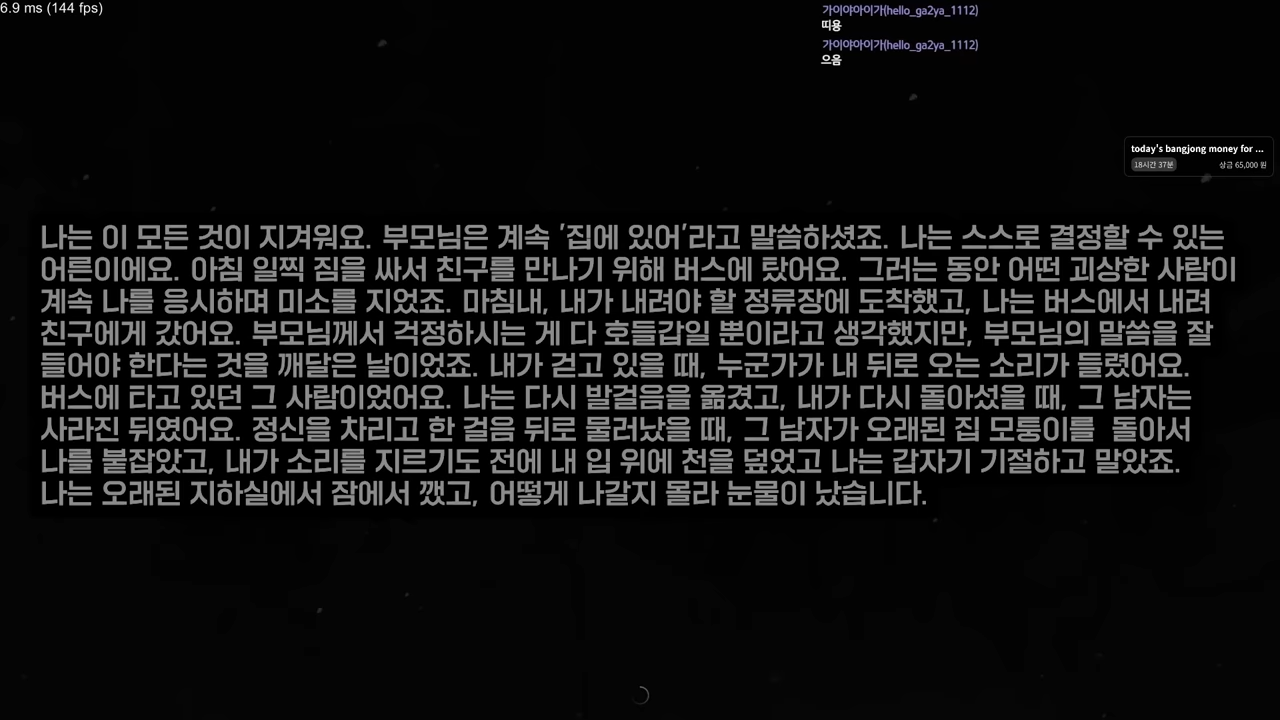 6.9 ms (144 fps)
가이야아이가(hello_ga2ya_1112)
띠용
가이야아이가(hello_ga2ya_1112)
으음
today's bangjong money for ...
18시간 37분
상금 65,000 원
나는 이 모든 것이 지겨워요. 부모님은 계속 '집에 있어'라고 말씀하셨죠. 나는 스스로 결정할 수 있는
어른이에요. 아침 일찍 짐을 싸서 친구를 만나기 위해 버스에 탔어요. 그러는 동안 어떤 괴상한 사람이
계속 나를 응시하며 미소를 지었죠. 마침내, 내가 내려야 할 정류장에 도착했고, 나는 버스에서 내려
친구에게 갔어요. 부모님께서 걱정하시는 게 다 호들갑일 뿐이라고 생각했지만, 부모님의 말씀을 잘
들어야 한다는 것을 깨달은 날이었죠. 내가 걷고 있을 때, 누군가가 내 뒤로 오는 소리가 들렸어요.
버스에 타고 있던 그 사람이었어요. 나는 다시 발걸음을 옮겼고, 내가 다시 돌아섰을 때, 그 남자는
사라진 뒤였어요. 정신을 차리고 한 걸음 뒤로 물러났을 때, 그 남자가 오래된 집 모퉁이를  돌아서
나를 붙잡았고, 내가 소리를 지르기도 전에 내 입 위에 천을 덮었고 나는 갑자기 기절하고 말았죠.
나는 오래된 지하실에서 잠에서 깼고, 어떻게 나갈지 몰라 눈물이 났습니다.